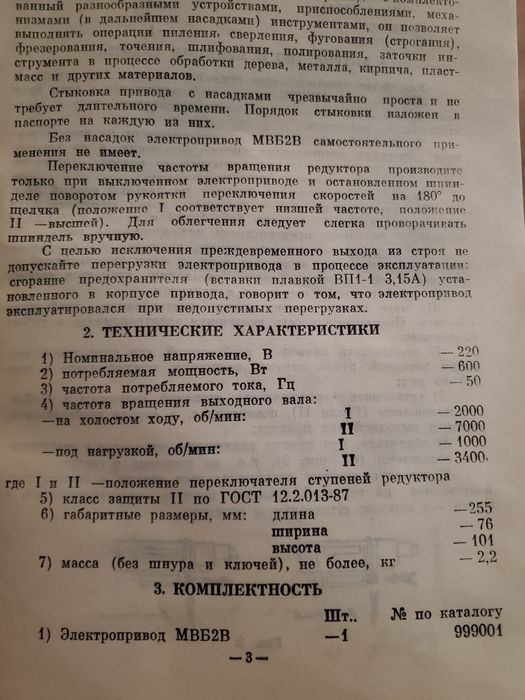 ванный разнообразными устройствами, приспособлениями, меха-
низмами (в дальнейшем насадками) инструментами, он позволяет
выполнять операции пиления, сверления, фугования (строгания),
фрезерования, точения, шлифования, полирования, заточки ин-
струмента в процессе обработки дерева, металла, кирпича, пласт-
масс и других материалов.
Стыковка привода с насадками чрезвычайно проста и не
требует длительного времени. Порядок стыковки изложен в
паспорте на каждую из них.
Без насадок электропривод МВБ2В самостоятельного при-
менения не имеет.
Переключение частоты вращения редуктора производите
только при выключенном электроприводе и остановленном шпин-
деле поворотом рукоятки переключения скоростей на 180° до
щелчка (положение I соответствует низшей частоте, положение
II —высшей). Для облегчения следует слегка проворачивать
шпиндель вручную.
С целью исключения преждевременного выхода из строя не
допускайте перегрузки электропривода в процессе эксплуатации:
сгорание предохранителя (вставки плавкой ВП1-1 3,15А) уста-
новленного в корпусе привода, говорит о том, что электропривод
эксплуатировался при недопустимых перегрузках.
2. ТЕХНИЧЕСКИЕ ХАРАКТЕРИСТИКИ
1) Номинальное напряжение, В —220
2) потребляемая мощность, Вт —600
3) частота потребляемого тока, Гц —50
4) частота вращения выходного вала:
—на холостом ходу, об/мин: I —2000
II —7000
—под нагрузкой, об/мин: I —1000
II —3400.
где I и II —положение переключателя ступеней редуктора
5) класс защиты II по ГОСТ 12.2.013-87
6) габаритные размеры, мм: длина —255
ширина —76
высота —101
7) масса (без шнура и ключей), не более, кг —2,2
3. КОМПЛЕКТНОСТЬ
Шт.. № по каталогу
1) Электропривод МВБ2В —1 999001
—3—